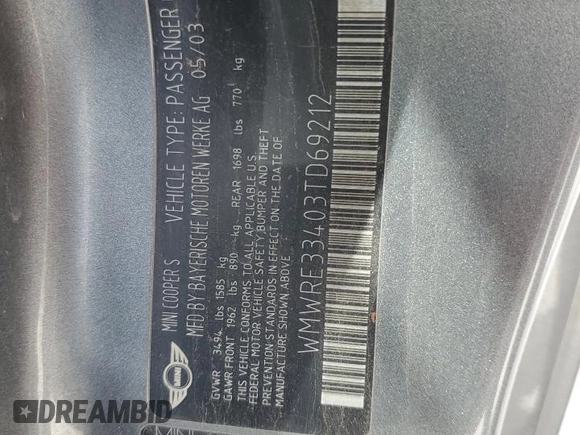 MINI COOPER S VEHICLE TYPE: PASSENGER
MFD BY BAYERISCHE MOTOREN WERKE AG 05/03
GVWR 3494 lbs 1585 kg
GAWR FRONT 1962 lbs 890 kg, REAR 1698 lbs 770 kg
THIS VEHICLE CONFORMS TO ALL APPLICABLE U.S.
FEDERAL MOTOR VEHICLE SAFETY,BUMPER AND THEFT
PREVENTION-STANDARDS IN EFFECT ON THE DATE OF
MANUFACTURE SHOWN ABOVE
WMWRE33403TD69212
MINI
DREAMBID